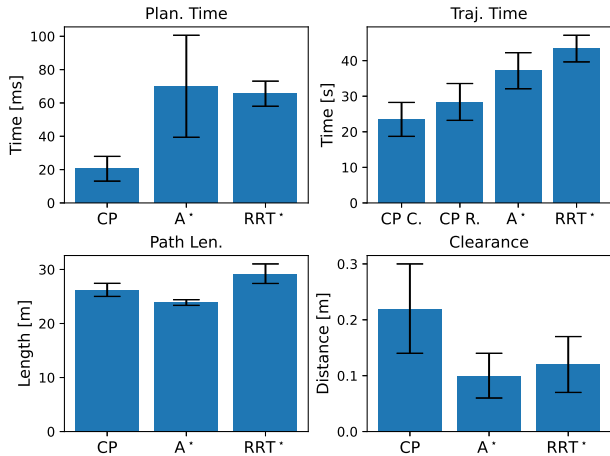 Plan. Time
Time [ms]
100
80
60
40
20
0
CP
A⋆
RRT⋆
Traj. Time
Time [s]
40
30
20
10
0
CP C.
CP R.
A⋆
RRT⋆
Path Len.
Length [m]
30
20
10
0
CP
A⋆
RRT⋆
Clearance
Distance [m]
0.3
0.2
0.1
0.0
CP
A⋆
RRT⋆